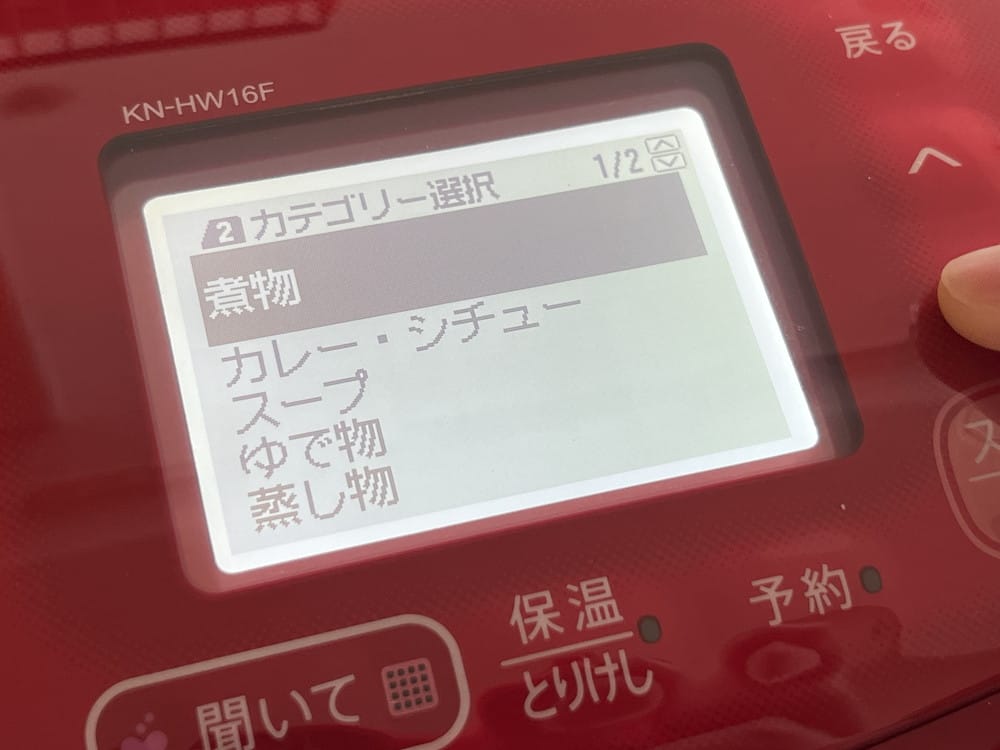 戻る
KN-HW16F
2 カテゴリー選択 1/2
煮物
カレー・シチュー
スープ
ゆで物
蒸し物
保温
とりけし
予約
聞いて